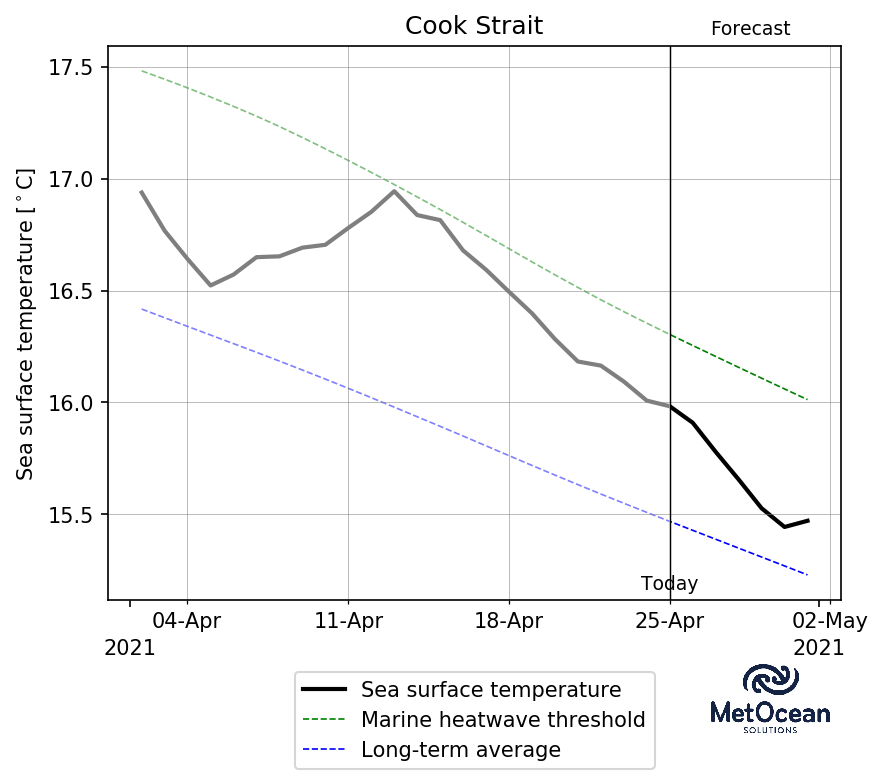 Cook Strait
Forecast
Sea surface temperature [°C]
17.5
17.0
16.5
16.0
15.5
Today
04-Apr 11-Apr 18-Apr 25-Apr 02-May
2021 2021
Sea surface temperature
Marine heatwave threshold
Long-term average
MetOcean
SOLUTIONS